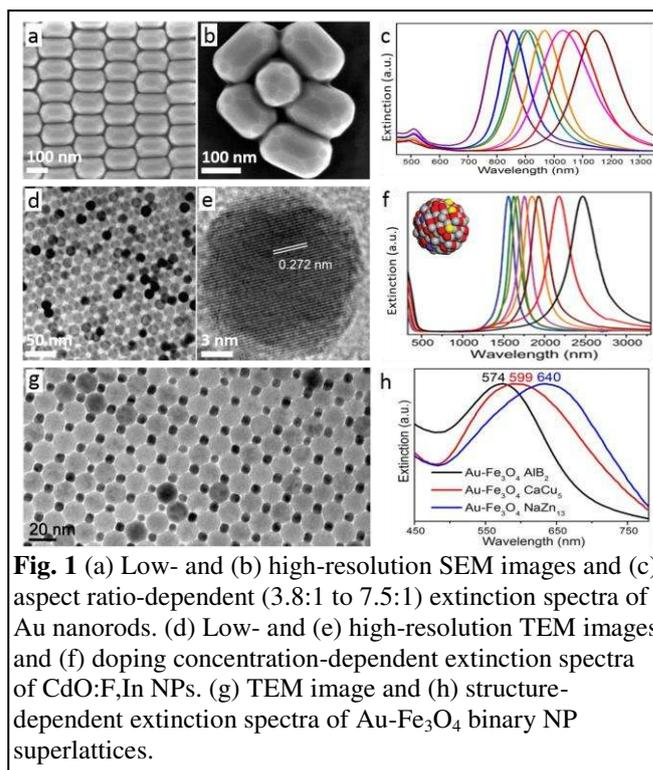 a
b
c
100 nm
100 nm
Extinction (a.u.)
500 600 700 800 900 1000 1100 1200 1300
Wavelength (nm)
d
e
f
0.272 nm
50 nm
3 nm
Extinction (a.u.)
500 1000 1500 2000 2500 3000
Wavelength (nm)
g
h
20 nm
574 599 640
Extinction (a.u.)
Au-Fe₃O₄ AlB₂
Au-Fe₃O₄ CaCu₅
Au-Fe₃O₄ NaZn₁₃
450 550 650 750
Wavelength (nm)
Fig. 1 (a) Low- and (b) high-resolution SEM images and (c)
aspect ratio-dependent (3.8:1 to 7.5:1) extinction spectra of
Au nanorods. (d) Low- and (e) high-resolution TEM images
and (f) doping concentration-dependent extinction spectra
of CdO:F,In NPs. (g) TEM image and (h) structure-
dependent extinction spectra of Au-Fe₃O₄ binary NP
superlattices.